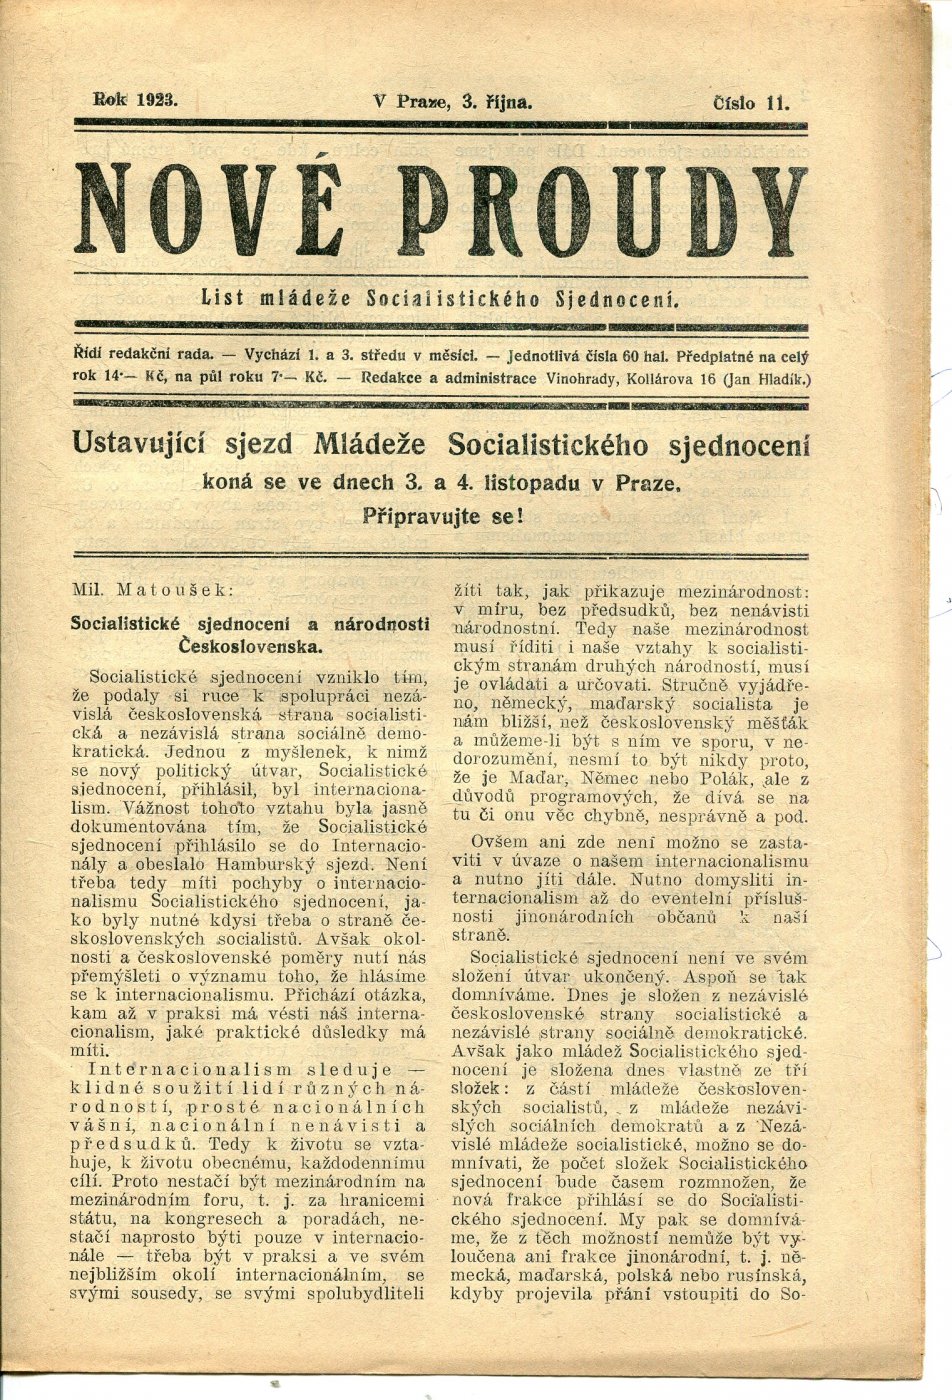 Rok 1923.
V Praze, 3. října.
Číslo 11.
NOVÉ PROUDY
List mládeže Socialistického Sjednocení.
Řídí redakční rada. — Vychází 1. a 3. středu v měsíci. — Jednotlivá čísla 60 hal. Předplatné na celý
rok 14·— Kč, na půl roku 7·— Kč. — Redakce a administrace Vinohrady, Kollárova 16 (Jan Hladík.)
Ustavující sjezd Mládeže Socialistického sjednocení
koná se ve dnech 3. a 4. listopadu v Praze.
Připravujte se!
Mil. Matoušek:
Socialistické sjednocení a národnosti
Československa.
Socialistické sjednocení vzniklo tím,
že podaly si ruce k spolupráci nezá-
vislá československá strana socialisti-
cká a nezávislá strana sociálně demo-
kratická. Jednou z myšlenek, k nimž
se nový politický útvar, Socialistické
sjednocení, přihlásil, byl internaciona-
lism. Vážnost tohoto vztahu byla jasně
dokumentována tím, že Socialistické
sjednocení přihlásilo se do Internacio-
nály a obeslalo Hamburský sjezd. Není
třeba tedy míti pochyby o internacio-
nalismu Socialistického sjednocení, ja-
ko byly nutné kdysi třeba o straně če-
skoslovenských socialistů. Avšak okol-
nosti a československé poměry nutí nás
přemýšleti o významu toho, že hlásíme
se k internacionalismu. Přichází otázka,
kam až v praksi má vésti náš interna-
cionalism, jaké praktické důsledky má
míti.
Internacionalism sleduje —
klidné soužití lidí různých ná-
rodností, prosté nacionálních
vášní, nacionální nenávisti a
předsudků. Tedy k životu se vzta-
huje, k životu obecnému, každodennímu
cílí. Proto nestačí být mezinárodním na
mezinárodním foru, t. j. za hranicemi
státu, na kongresech a poradách, ne-
stačí naprosto býti pouze v internacio-
nále — třeba být v praksi a ve svém
nejbližším okolí internacionálním, se
svými sousedy, se svými spolubydliteli
žíti tak, jak přikazuje mezinárodnost:
v míru, bez předsudků, bez nenávisti
národnostní. Tedy naše mezinárodnost
musí říditi i naše vztahy k socialisti-
ckým stranám druhých národností, musí
je ovládati a určovati. Stručně vyjádře-
no, německý, maďarský socialista je
nám bližší, než československý měšťák
a můžeme-li být s ním ve sporu, v ne-
dorozumění, nesmí to být nikdy proto,
že je Maďar, Němec nebo Polák, ale z
důvodů programových, že dívá se na
tu či onu věc chybně, nesprávně a pod.
Ovšem ani zde není možno se zasta-
viti v úvaze o našem internacionalismu
a nutno jíti dále. Nutno domysliti in-
ternacionalism až do eventelní přísluš-
nosti jinonárodních občanů k naší
straně.
Socialistické sjednocení není ve svém
složení útvar ukončený. Aspoň se tak
domníváme. Dnes je složen z nezávislé
československé strany socialistické a
nezávislé strany sociálně demokratické.
Avšak jako mládež Socialistického sjed-
nocení je složena dnes vlastně ze tří
složek: z částí mládeže českosloven-
ských socialistů, z mládeže nezávi-
slých sociálních demokratů a z Nezá-
vislé mládeže socialistické, možno se do-
mnívati, že počet složek Socialistického
sjednocení bude časem rozmnožen, že
nová frakce přihlásí se do Socialisti-
ckého sjednocení. My pak se domnívá-
me, že z těch možností nemůže být vy-
loučena ani frakce jinonárodní, t. j. ně-
mecká, maďarská, polská nebo rusínská,
kdyby projevila přání vstoupiti do So-